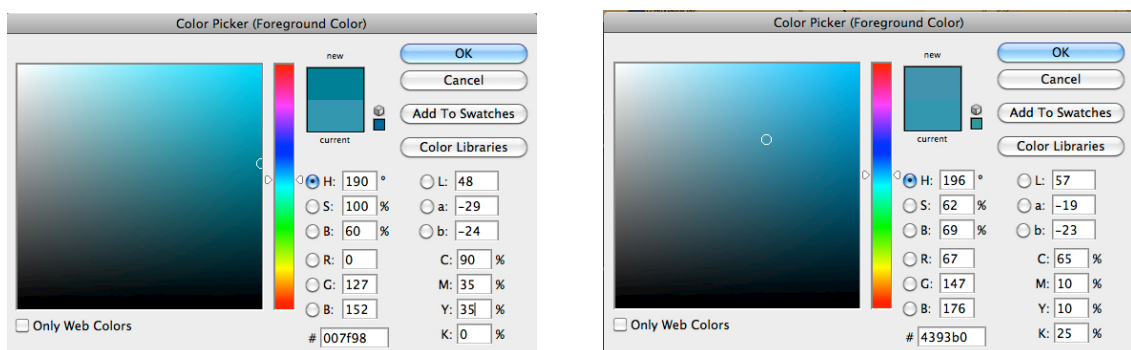 Color Picker (Foreground Color)
new
current
OK
Cancel
Add To Swatches
Color Libraries
H: 190 °
S: 100 %
B: 60 %
R: 0
G: 127
B: 152
# 007f98
L: 48
a: -29
b: -24
C: 90 %
M: 35 %
Y: 35 %
K: 0 %
Only Web Colors
Color Picker (Foreground Color)
new
current
OK
Cancel
Add To Swatches
Color Libraries
H: 196 °
S: 62 %
B: 69 %
R: 67
G: 147
B: 176
# 4393b0
L: 57
a: -19
b: -23
C: 65 %
M: 10 %
Y: 10 %
K: 25 %
Only Web Colors